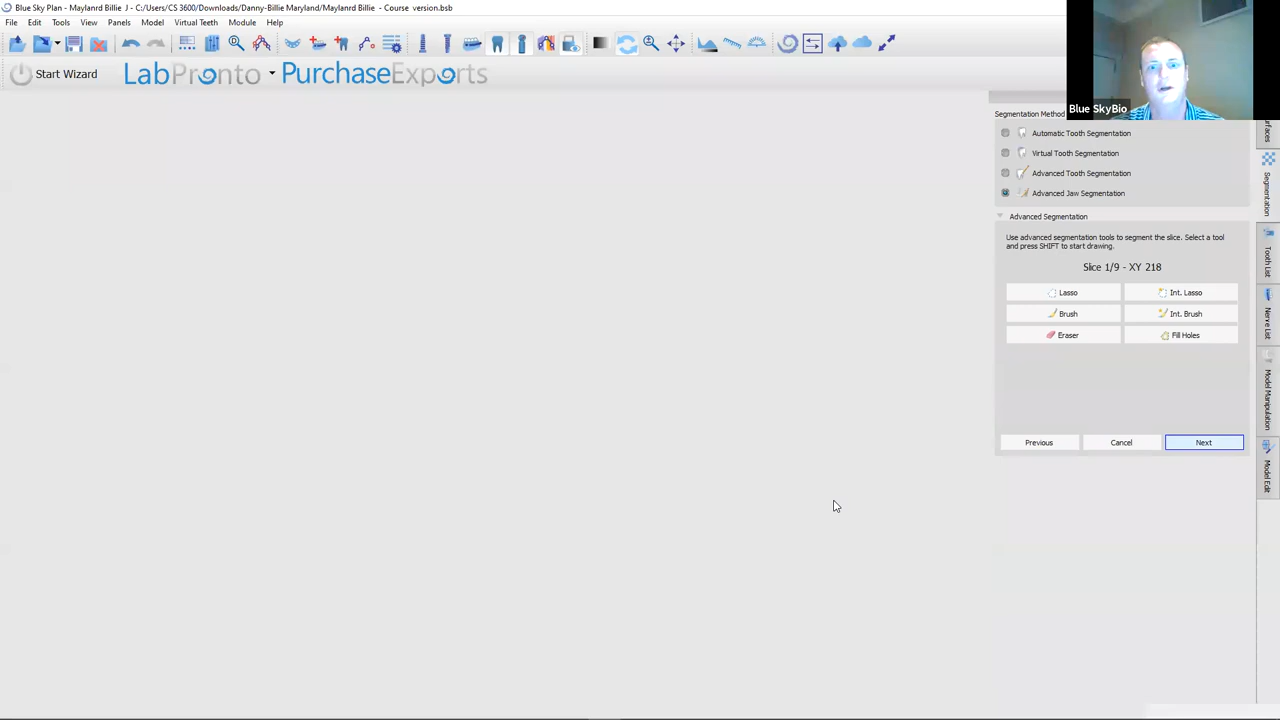 Blue Sky Plan - Maylanrd Billie J - C:/Users/CS 3600/Downloads/Danny-Billie Maryland/Maylanrd Billie - Course version.bsb
File Edit Tools View Panels Model Virtual Teeth Module Help
Start Wizard LabPronto PurchaseExports
Blue SkyBio
Segmentation Method
Automatic Tooth Segmentation
Virtual Tooth Segmentation
Advanced Tooth Segmentation
Advanced Jaw Segmentation
Advanced Segmentation
Use advanced segmentation tools to segment the slice. Select a tool
and press SHIFT to start drawing.
Slice 1/9 - XY 218
Lasso Int. Lasso
Brush Int. Brush
Eraser Fill Holes
Previous Cancel Next
Segmentation
Tooth List
Nerve List
Model Manipulation
Model Edit